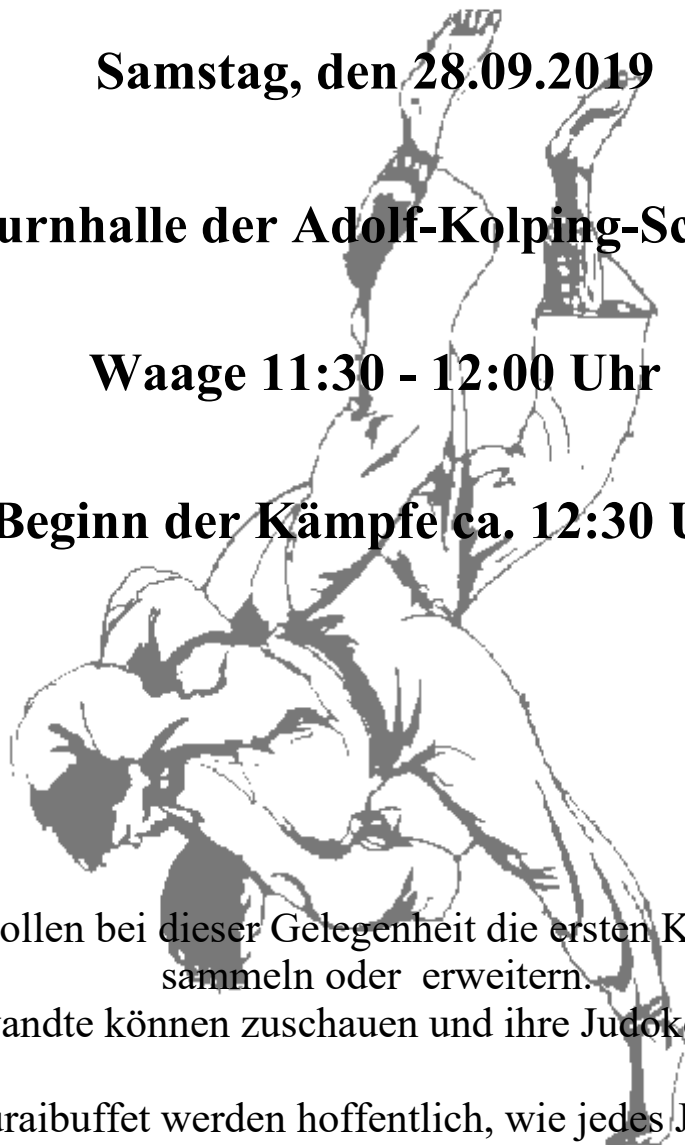 Samstag, den 28.09.2019
urnhalle der Adolf-Kolping-Sc
Waage 11:30 - 12:00 Uhr
Beginn der Kämpfe ca. 12:30 U
ollen bei dieser Gelegenheit die ersten K
sammeln oder erweitern.
andte können zuschauen und ihre Judok
uraibuffet werden hoffentlich, wie jedes J